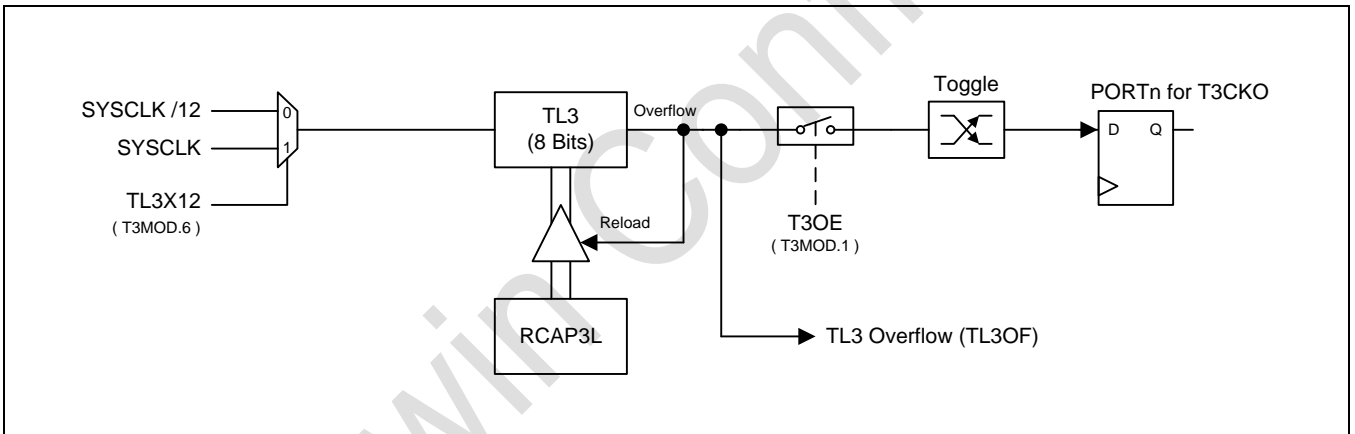 Toggle
PORTn for T3CKO
SYSCLK /12
0
TL3
(8 Bits)
Overflow
D
Q
SYSCLK
1
TL3X12
( T3MOD.6 )
Reload
T3OE
( T3MOD.1 )
RCAP3L
TL3 Overflow (TL3OF)